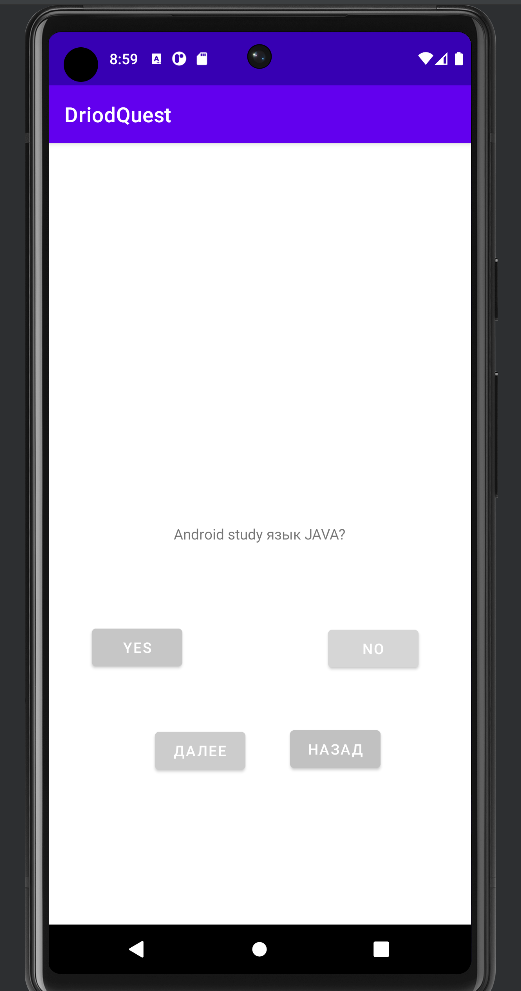 8:59
DriodQuest
Android study язык JAVA?
YES
NO
ДАЛЕЕ
НАЗАД